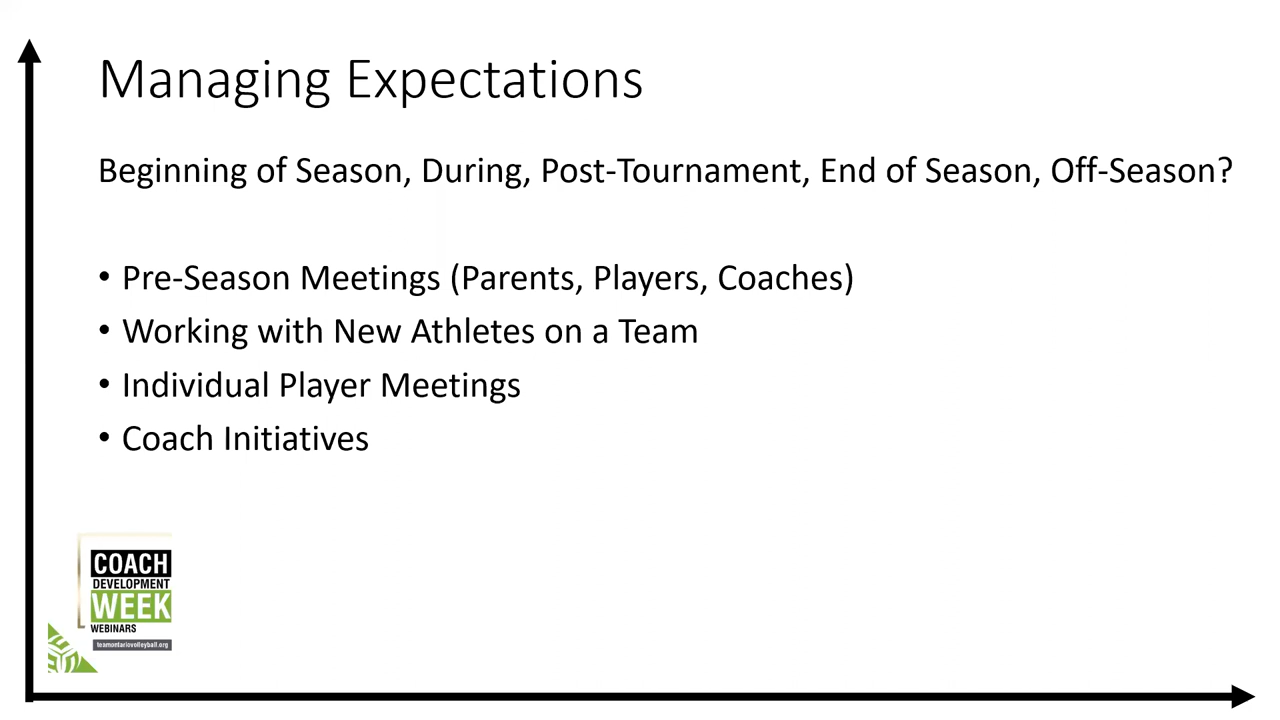 Managing Expectations
Beginning of Season, During, Post-Tournament, End of Season, Off-Season?
• Pre-Season Meetings (Parents, Players, Coaches)
• Working with New Athletes on a Team
• Individual Player Meetings
• Coach Initiatives
COACH
DEVELOPMENT
WEEK
WEBINARS
teamontariovolleyball.org